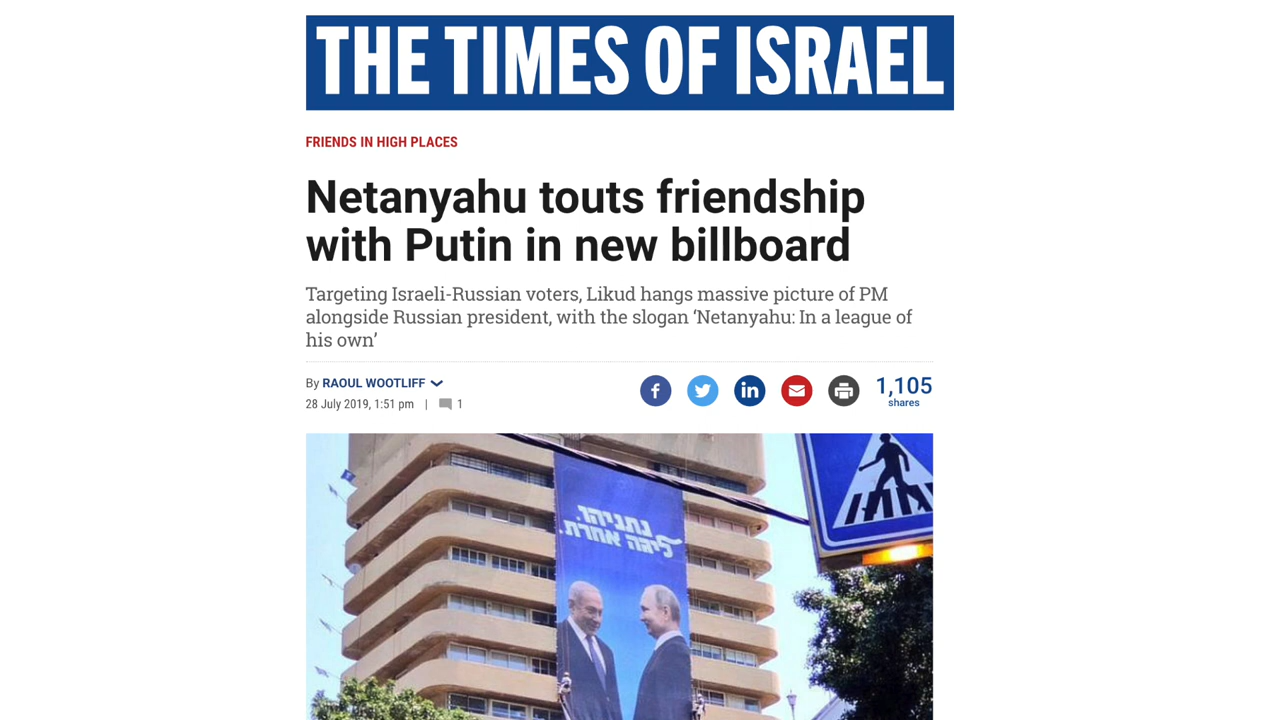 THE TIMES OF ISRAEL
FRIENDS IN HIGH PLACES
Netanyahu touts friendship
with Putin in new billboard
Targeting Israeli-Russian voters, Likud hangs massive picture of PM
alongside Russian president, with the slogan ‘Netanyahu: In a league of
his own’
By RAOUL WOOTLIFF
28 July 2019, 1:51 pm | 1
f
in
1,105
shares
נתניהו.
ליגה אחרת.